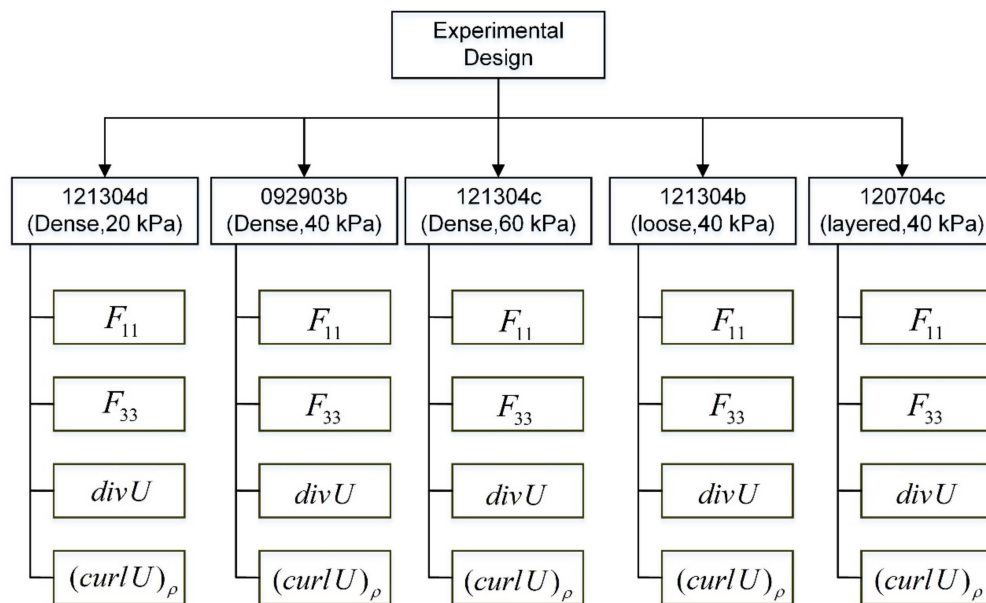 Experimental
Design
121304d
(Dense,20 kPa)
092903b
(Dense,40 kPa)
121304c
(Dense,60 kPa)
121304b
(loose,40 kPa)
120704c
(layered,40 kPa)
F₁₁
F₁₁
F₁₁
F₁₁
F₁₁
F₃₃
F₃₃
F₃₃
F₃₃
F₃₃
divU
divU
divU
divU
divU
(curlU)ᵨ
(curlU)ᵨ
(curlU)ᵨ
(curlU)ᵨ
(curlU)ᵨ